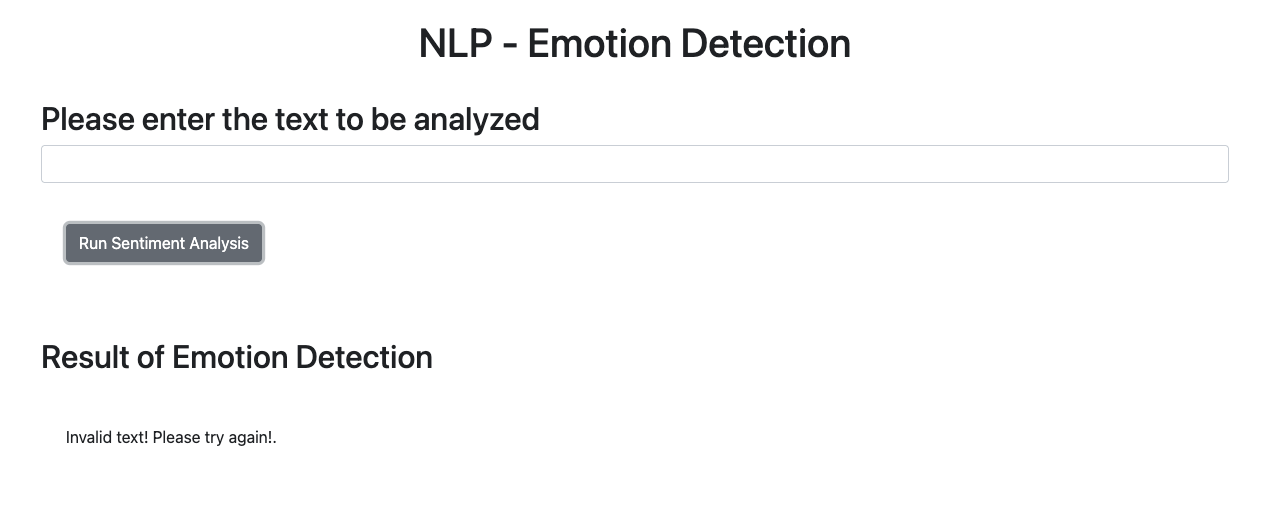 NLP - Emotion Detection
Please enter the text to be analyzed
Run Sentiment Analysis
Result of Emotion Detection
Invalid text! Please try again!.